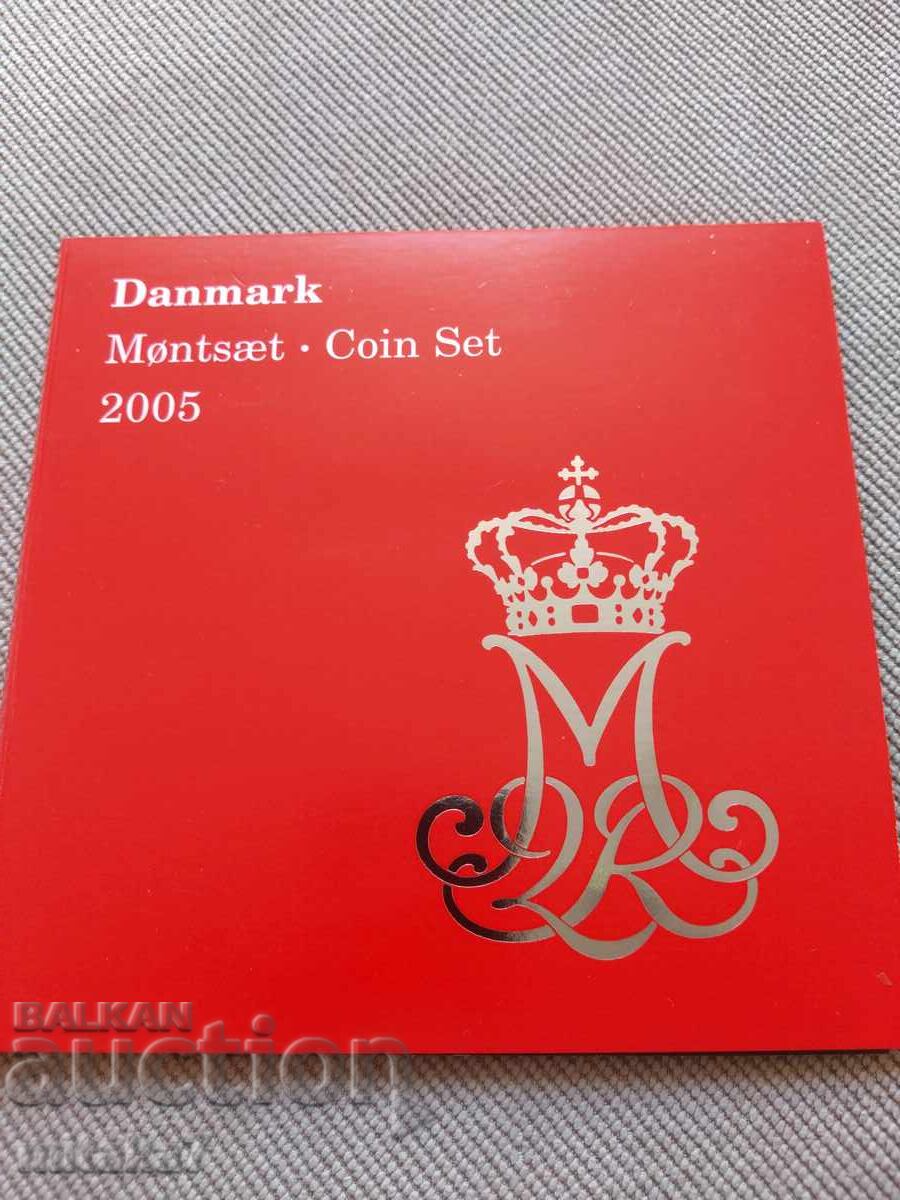 Danmark
Møntsæt · Coin Set
2005
BALKAN
auction